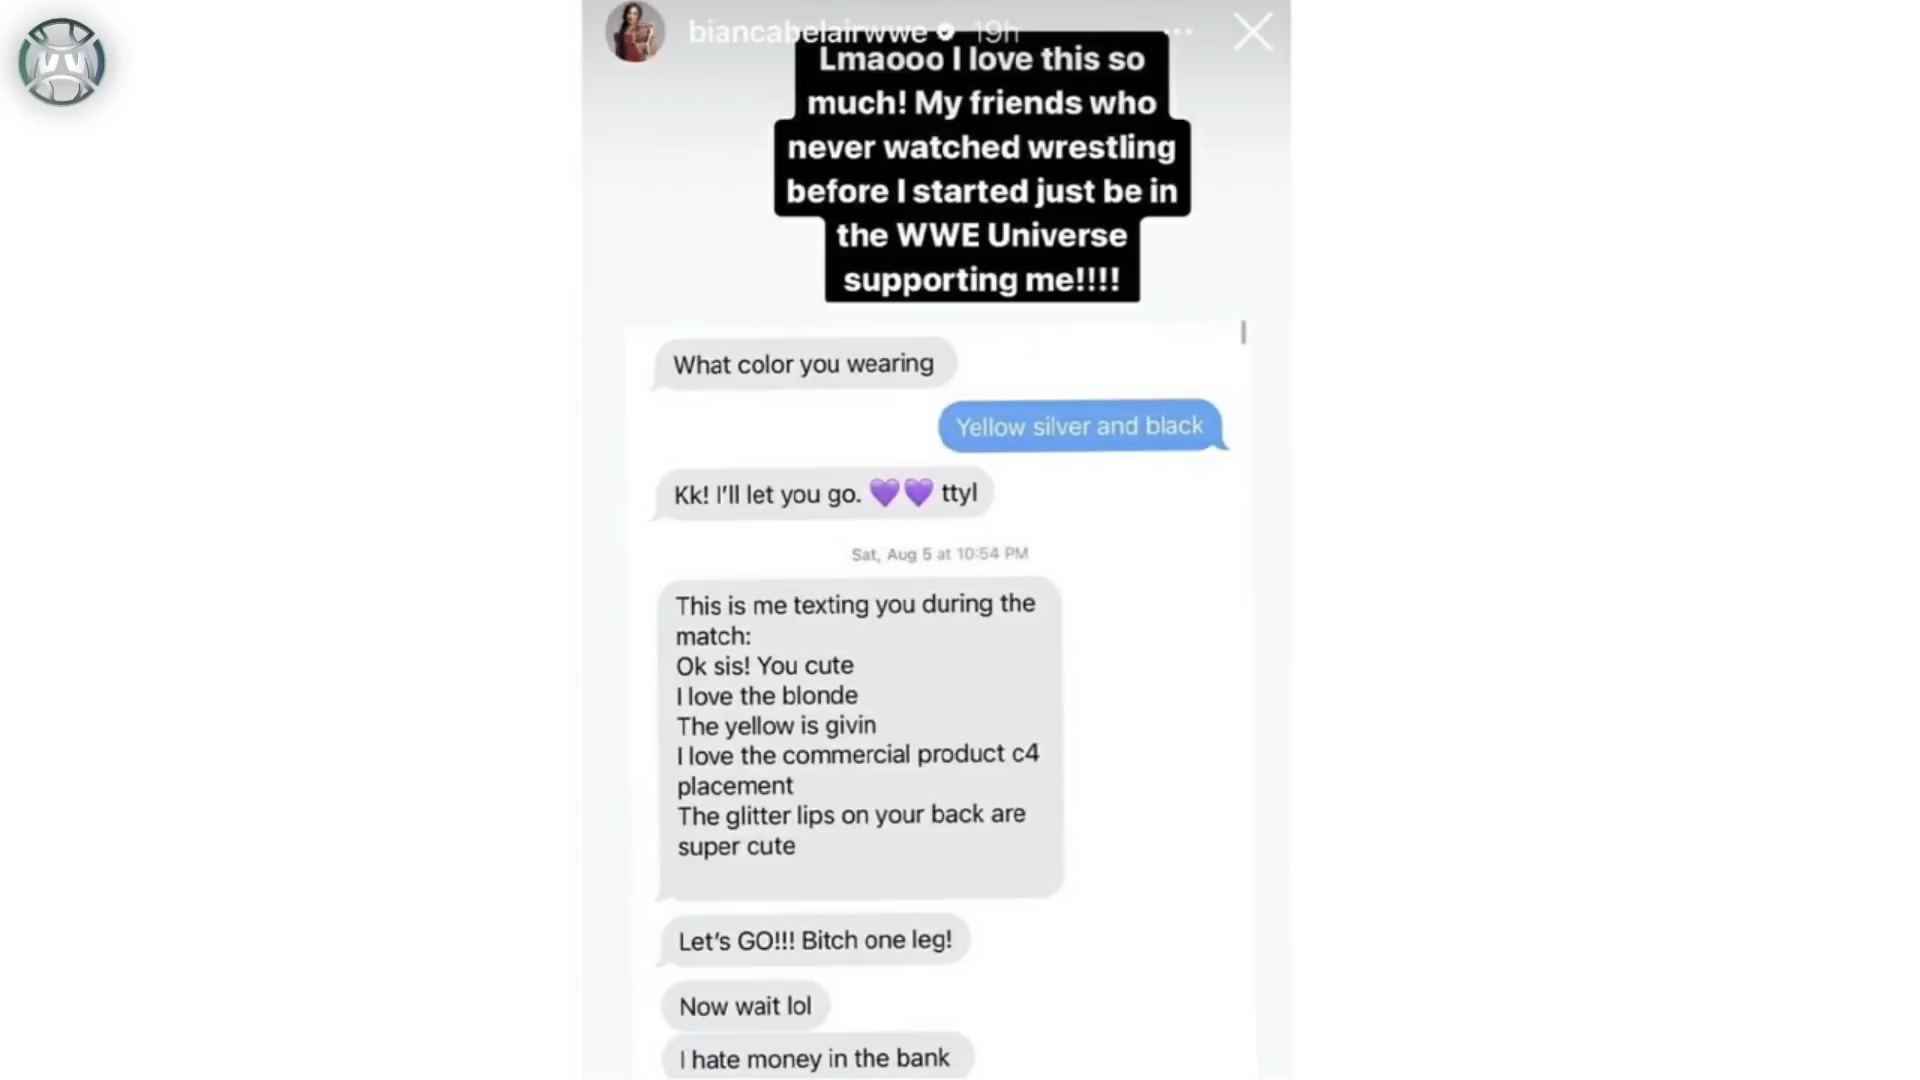 biancabelairwwe 19h
Lmaooo I love this so
much! My friends who
never watched wrestling
before I started just be in
the WWE Universe
supporting me!!!!
What color you wearing
Yellow silver and black
Kk! I'll let you go. 💜💜 ttyl
Sat, Aug 5 at 10:54 PM
This is me texting you during the
match:
Ok sis! You cute
I love the blonde
The yellow is givin
I love the commercial product c4
placement
The glitter lips on your back are
super cute
Let's GO!!! Bitch one leg!
Now wait lol
I hate money in the bank